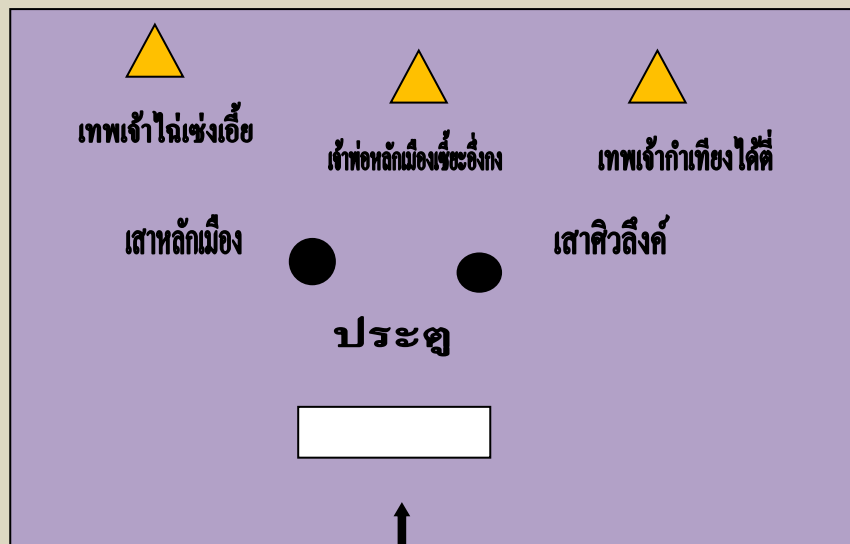 เทพเจ้าไฉ่เซ่งเอี้ย
เจ้าพ่อหลักเมืองเซี้ยะอึ่งกง
เทพเจ้ากำเทียงไต้ตี่
เสาหลักเมือง
เสาศิวลึงค์
ประตู